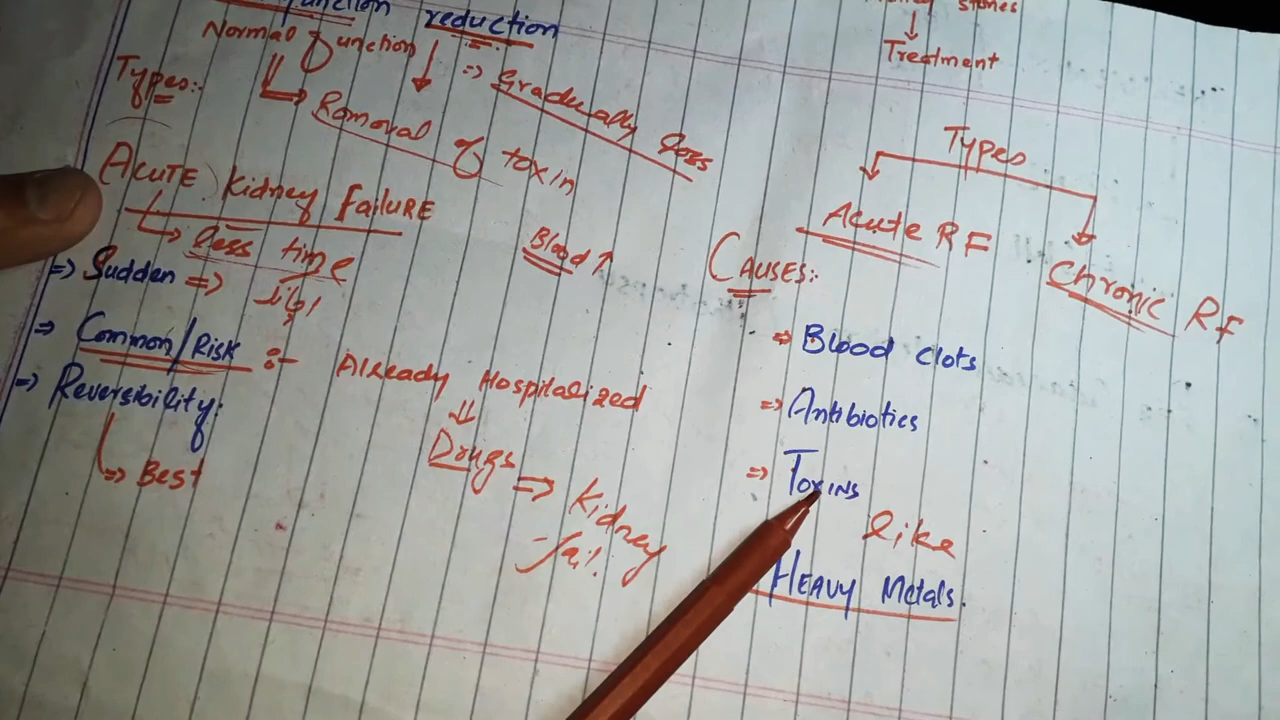 reduction
Normal function
=> Gradually loss
Removal of toxin
Types:
ACUTE Kidney FAILURE
less time
Blood ↑
=> Sudden =>
=> Common/RISK :- Already Hospitalized
=> Reversibility:
=> Best
Drugs => Kidney
fail.
stones
Treatment
Types
Acute RF
Chronic RF
CAUSES:
=> Blood Clots
=> Antibiotics
=> Toxins
like
HEAVY Metals.